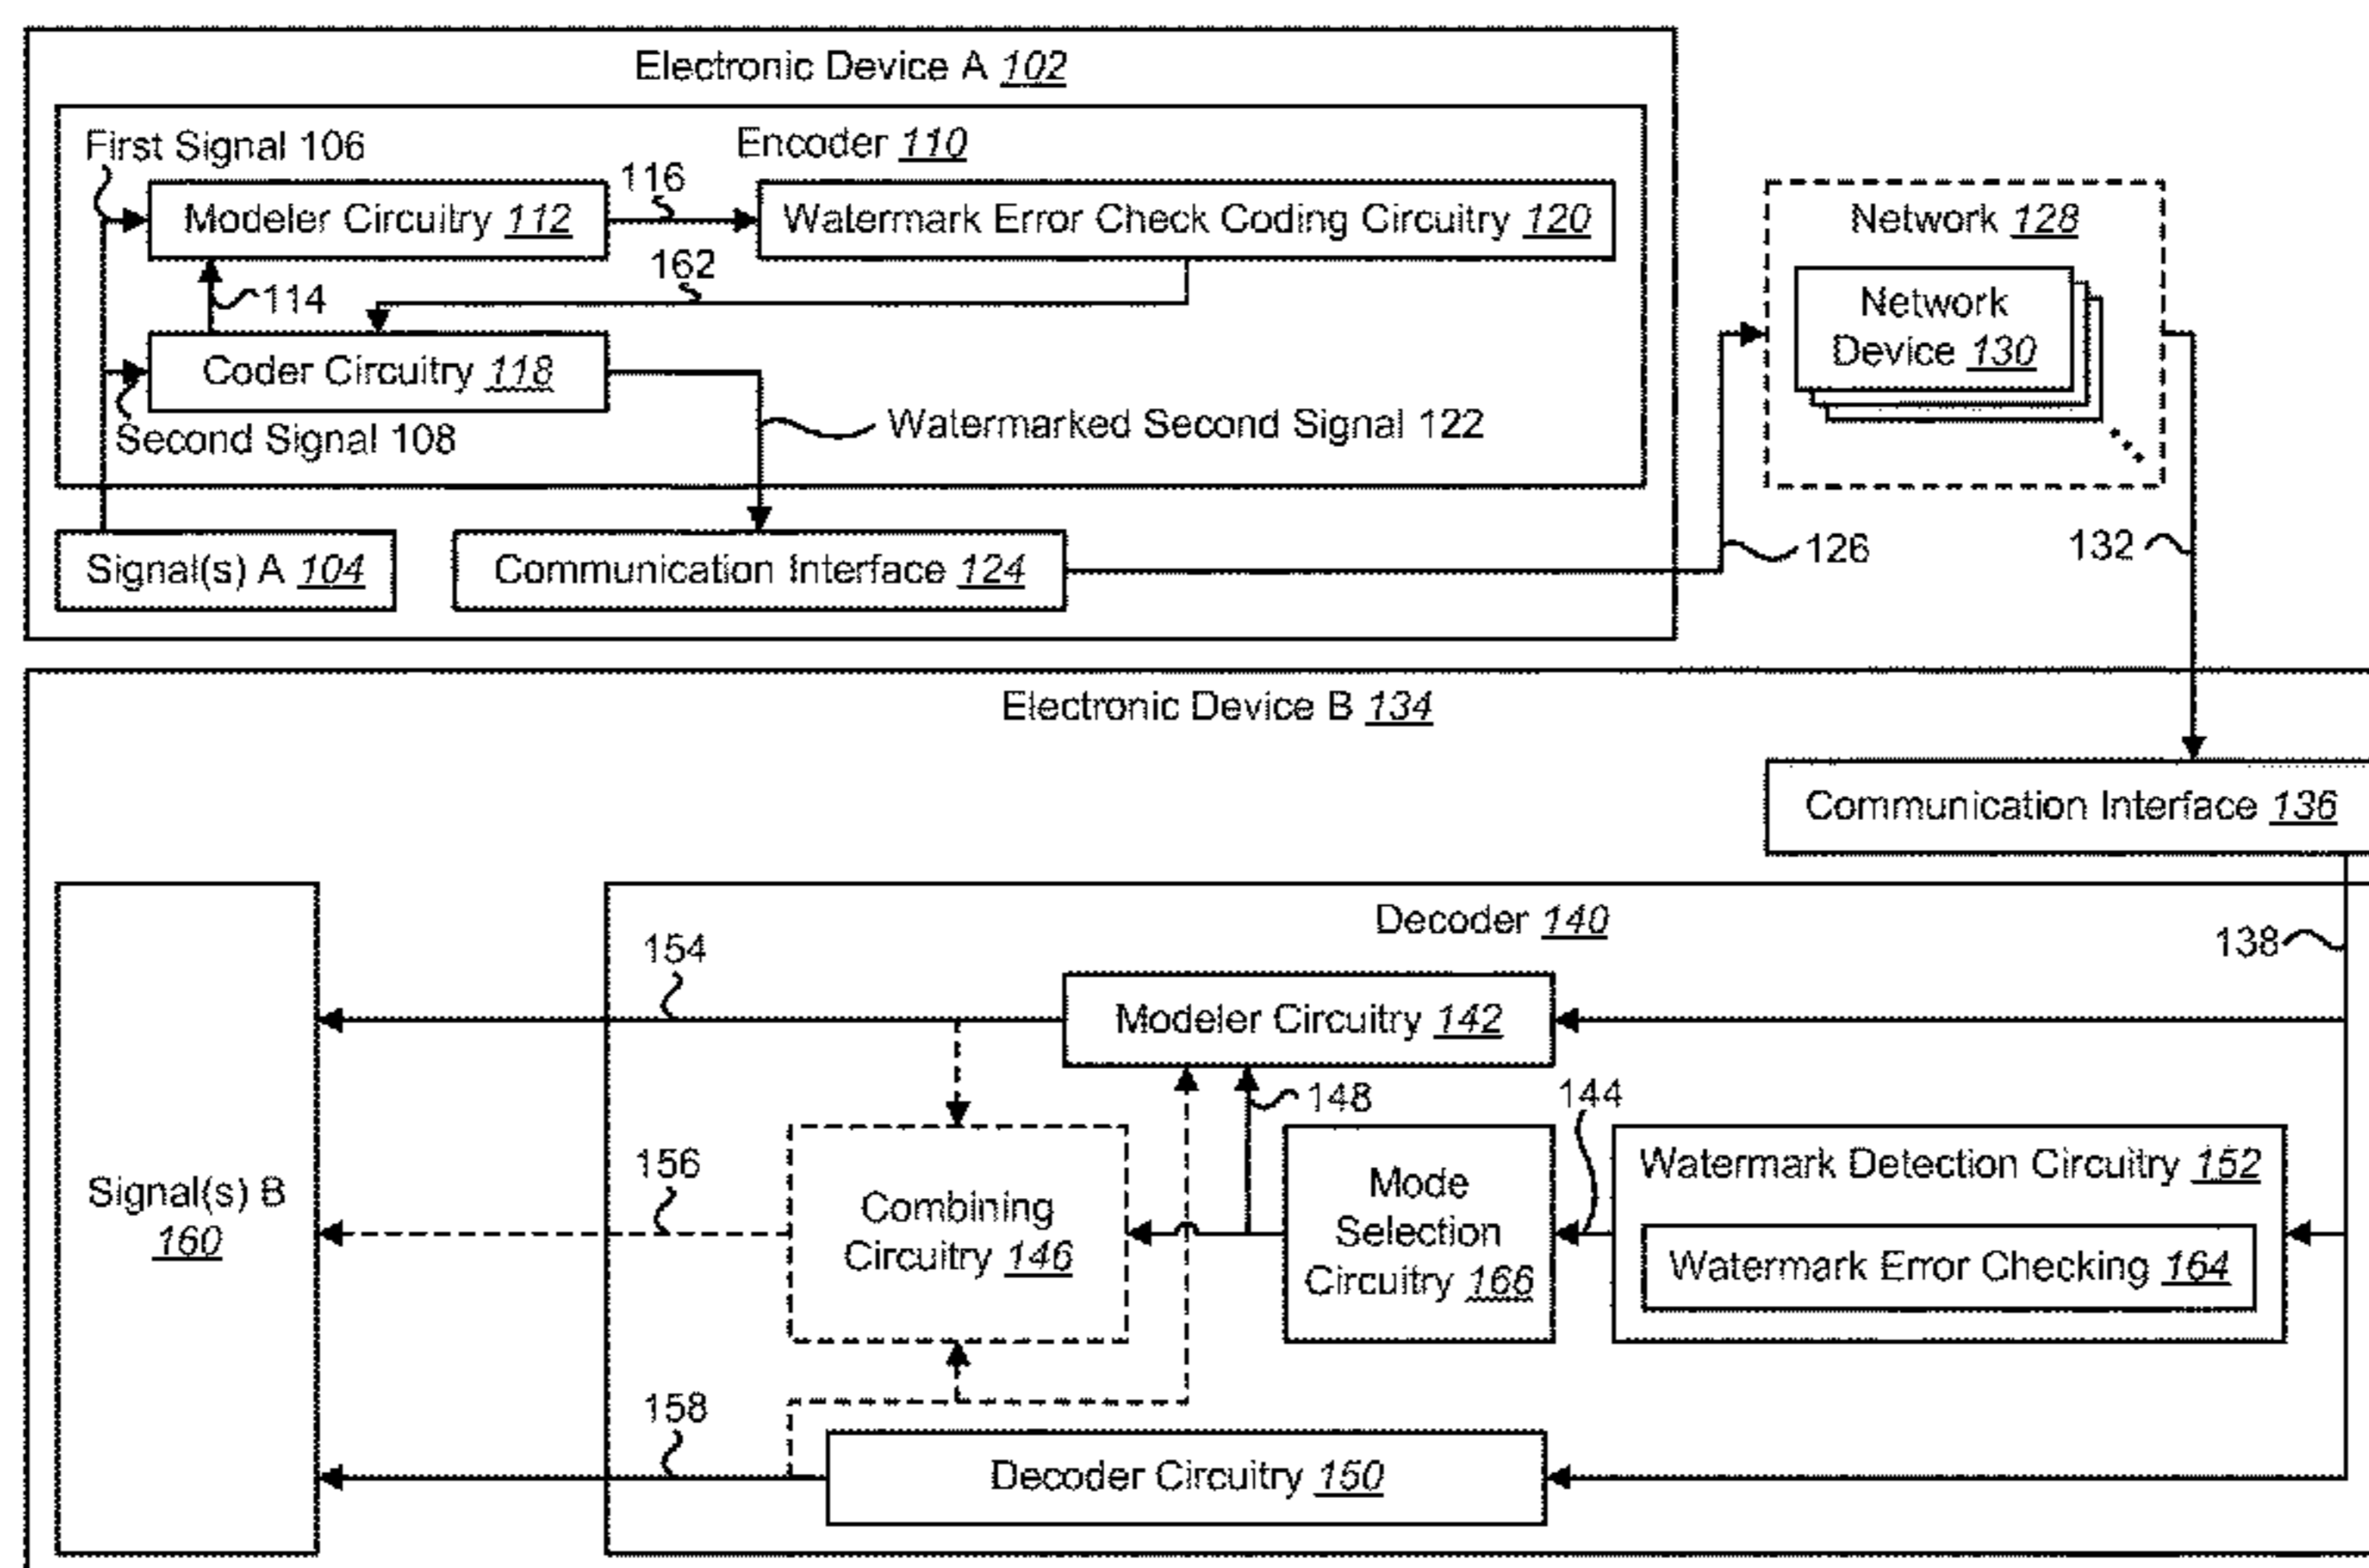 Electronic Device A 102
First Signal 106
Encoder 110
116
Modeler Circuitry 112
Watermark Error Check Coding Circuitry 120
162
114
Coder Circuitry 118
Second Signal 108
Watermarked Second Signal 122
Signal(s) A 104
Communication Interface 124
Network 128
Network
Device 130
126
132
Electronic Device B 134
Communication Interface 136
Decoder 140
138
154
Modeler Circuitry 142
148
144
156
Signal(s) B
160
Combining
Circuitry 146
Mode
Selection
Circuitry 166
Watermark Detection Circuitry 152
Watermark Error Checking 164
158
Decoder Circuitry 150